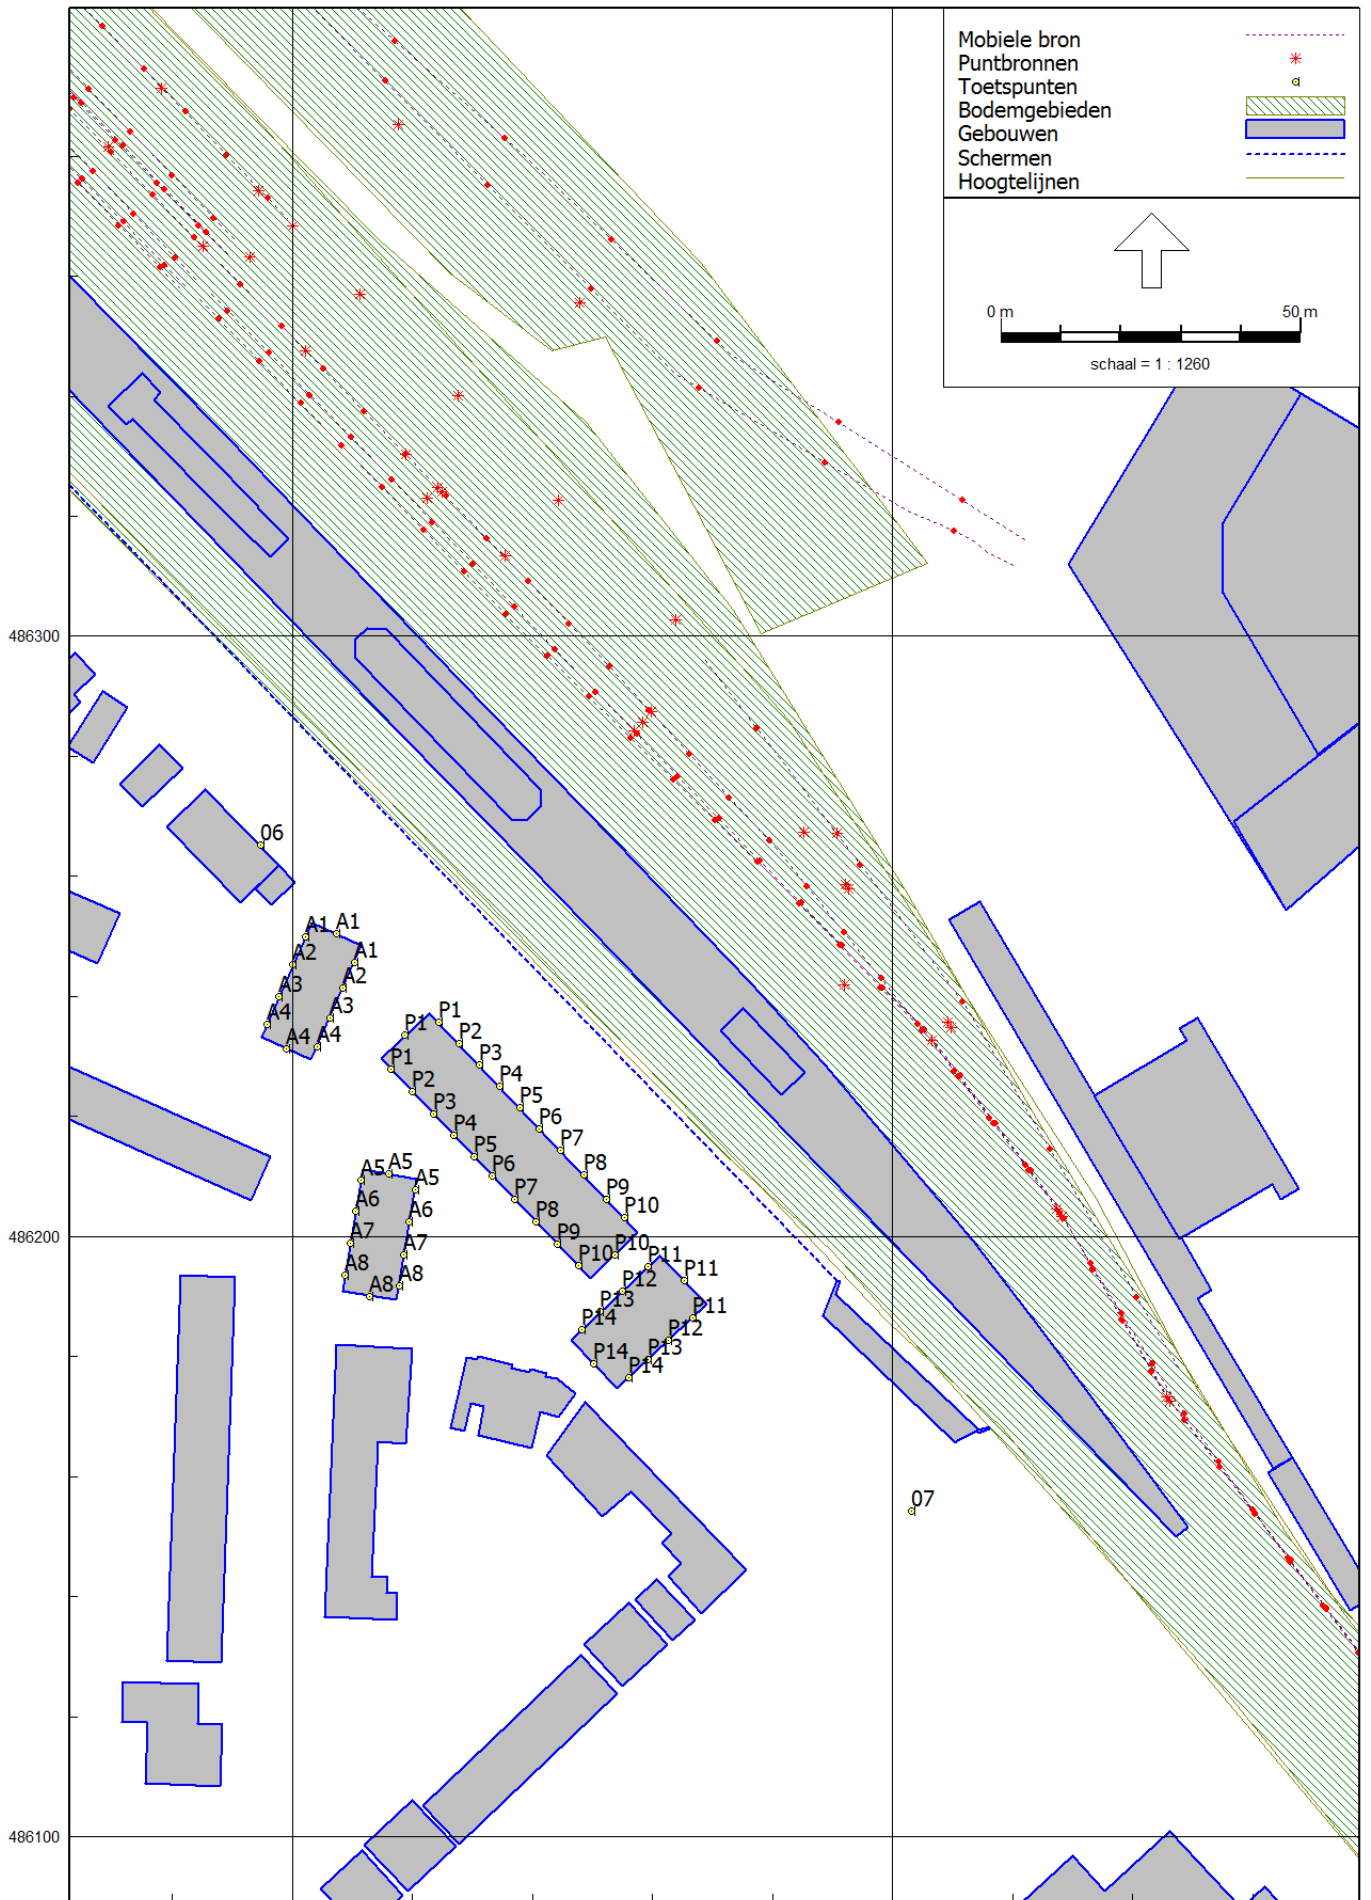 Mobiele bron
Puntbronnen
Toetspunten
Bodemgebieden
Gebouwen
Schermen
Hoogtelijnen
0 m 50 m
schaal = 1 : 1260
486300
06
A1 A1
A2 A1
A3 A2
A4 A3
A4 A4
P1 P1
P1 P2
P2 P3
P3 P4
P4 P5
P5 P6
P6 P7
P7 P8
P8 P9
P9 P10
P10 P10
A5 A5 A5
A6 A6
A7 A7
A8 A8
A8
486200
P11 P11
P12 P11
P13 P12
P14 P13
P14 P14
07
486100